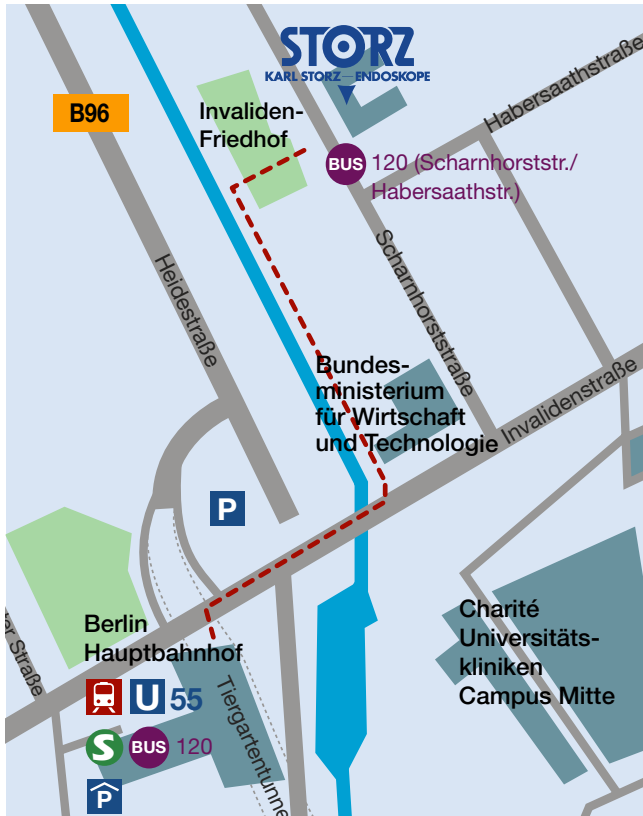 STORZ
KARL STORZ—ENDOSKOPE
B96
Invaliden-
Friedhof
Habersaathstraße
BUS 120 (Scharnhorststr./
Habersaathstr.)
Heidestraße
Scharnhorststraße
Bundes-
ministerium
für Wirtschaft
und Technologie
Invalidenstraße
P
Berlin
Hauptbahnhof
Charité
Universitäts-
kliniken
Campus Mitte
U 55
S BUS 120
P
Tiergartentunnel
Straße